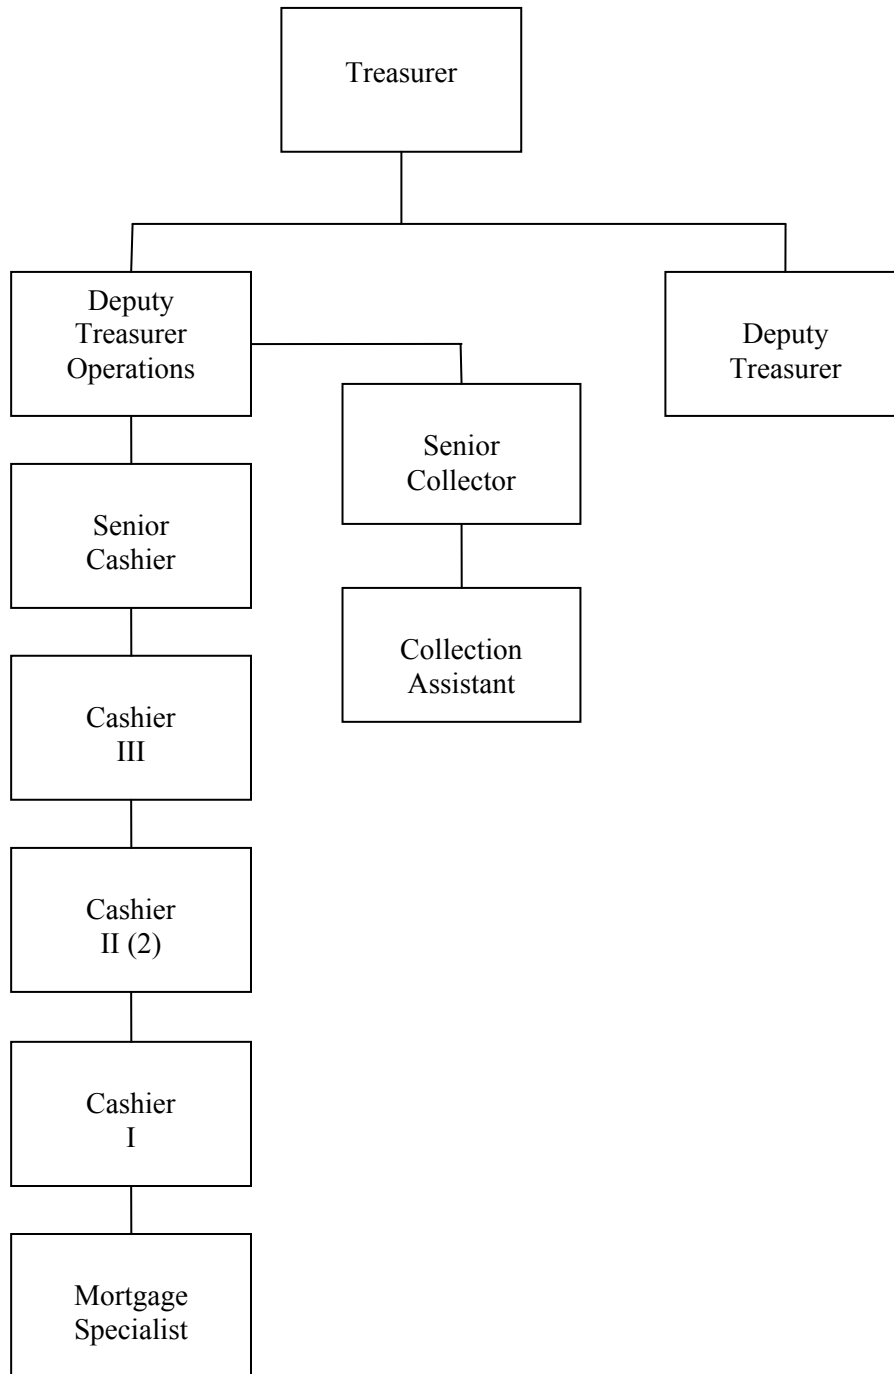 Treasurer
Deputy
Treasurer
Operations
Deputy
Treasurer
Senior
Collector
Senior
Cashier
Collection
Assistant
Cashier
III
Cashier
II (2)
Cashier
I
Mortgage
Specialist